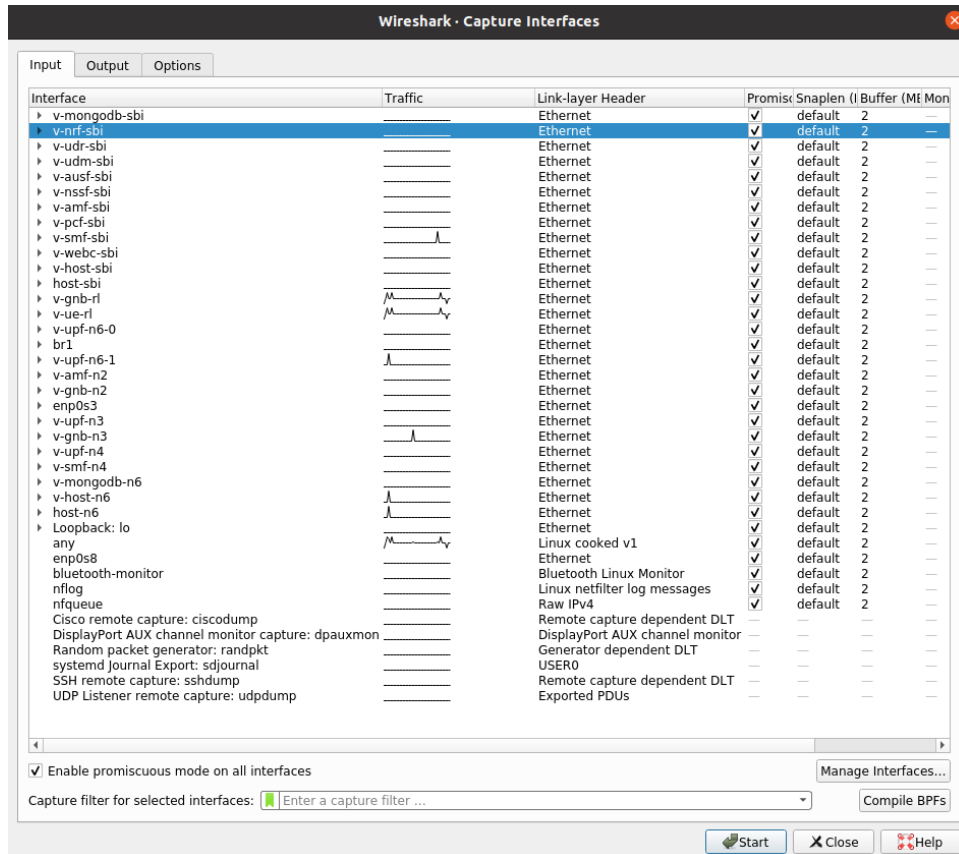 Wireshark · Capture Interfaces
Input Output Options
Interface Traffic Link-layer Header Promisc Snaplen (I Buffer (ME Mon
v-mongodb-sbi Ethernet default 2 —
v-nrf-sbi Ethernet default 2 —
v-udr-sbi Ethernet default 2 —
v-udm-sbi Ethernet default 2 —
v-ausf-sbi Ethernet default 2 —
v-nssf-sbi Ethernet default 2 —
v-amf-sbi Ethernet default 2 —
v-pcf-sbi Ethernet default 2 —
v-smf-sbi Ethernet default 2 —
v-webc-sbi Ethernet default 2 —
v-host-sbi Ethernet default 2 —
host-sbi Ethernet default 2 —
v-gnb-rl Ethernet default 2 —
v-ue-rl Ethernet default 2 —
v-upf-n6-0 Ethernet default 2 —
br1 Ethernet default 2 —
v-upf-n6-1 Ethernet default 2 —
v-amf-n2 Ethernet default 2 —
v-gnb-n2 Ethernet default 2 —
enp0s3 Ethernet default 2 —
v-upf-n3 Ethernet default 2 —
v-gnb-n3 Ethernet default 2 —
v-upf-n4 Ethernet default 2 —
v-smf-n4 Ethernet default 2 —
v-mongodb-n6 Ethernet default 2 —
v-host-n6 Ethernet default 2 —
host-n6 Ethernet default 2 —
Loopback: lo Ethernet default 2 —
any Linux cooked v1 default 2 —
enp0s8 Ethernet default 2 —
bluetooth-monitor Bluetooth Linux Monitor default 2 —
nflog Linux netfilter log messages default 2 —
nfqueue Raw IPv4 default 2 —
Cisco remote capture: ciscodump Remote capture dependent DLT — — — —
DisplayPort AUX channel monitor capture: dpauxmon DisplayPort AUX channel monitor — — — —
Random packet generator: randpkt Generator dependent DLT — — — —
systemd Journal Export: sdjournal USER0 — — — —
SSH remote capture: sshdump Remote capture dependent DLT — — — —
UDP Listener remote capture: udpdump Exported PDUs — — — —
Enable promiscuous mode on all interfaces Manage Interfaces...
Capture filter for selected interfaces: Enter a capture filter ... Compile BPFs
Start Close Help